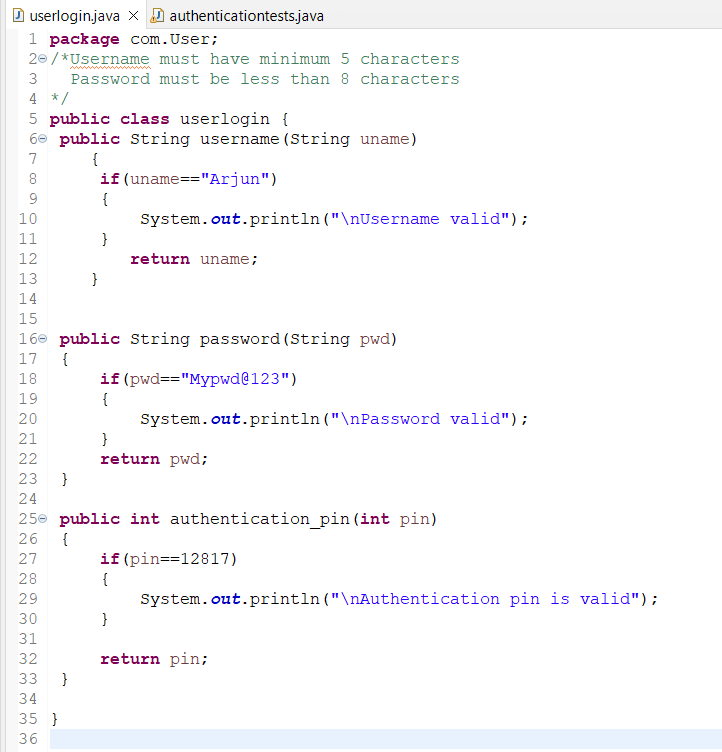 userlogin.java authenticationtests.java
1 package com.User;
2 /*Username must have minimum 5 characters
3   Password must be less than 8 characters
4 */
5 public class userlogin {
6  public String username(String uname)
7     {
8      if(uname=="Arjun")
9      {
10          System.out.println("\nUsername valid");
11      }
12         return uname;
13     }
14
15
16  public String password(String pwd)
17  {
18      if(pwd=="Mypwd@123")
19      {
20          System.out.println("\nPassword valid");
21      }
22      return pwd;
23  }
24
25  public int authentication_pin(int pin)
26  {
27      if(pin==12817)
28      {
29          System.out.println("\nAuthentication pin is valid");
30      }
31
32      return pin;
33  }
34
35 }
36